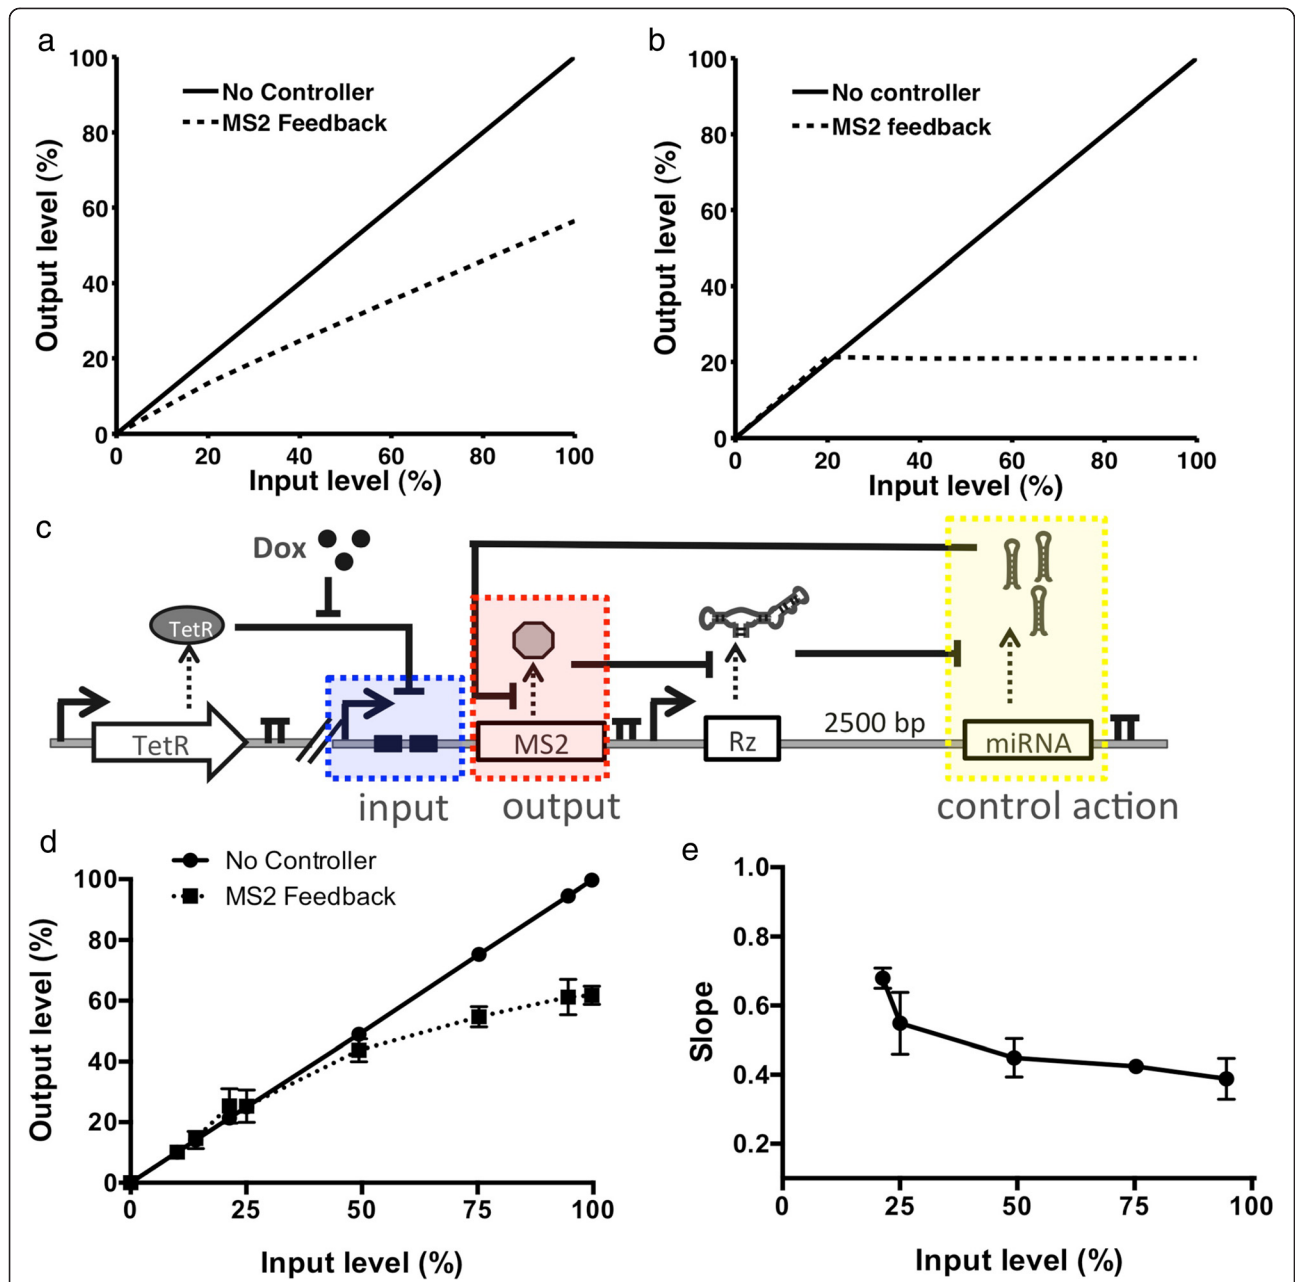 a
100
80
60
40
20
0
Output level (%)
No Controller
MS2 Feedback
0 20 40 60 80 100
Input level (%)
b
100
80
60
40
20
0
Output level (%)
No controller
MS2 feedback
0 20 40 60 80 100
Input level (%)
c
Dox
TetR
TetR
MS2
Rz
2500 bp
miRNA
input
output
control action
d
No Controller
MS2 Feedback
100
80
60
40
20
0
Output level (%)
0 25 50 75 100
Input level (%)
e
1.0
0.8
0.6
0.4
0.2
Slope
0 25 50 75 100
Input level (%)